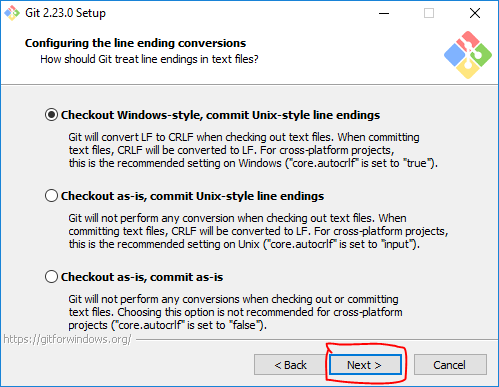 Git 2.23.0 Setup
Configuring the line ending conversions
How should Git treat line endings in text files?
Checkout Windows-style, commit Unix-style line endings
Git will convert LF to CRLF when checking out text files. When committing
text files, CRLF will be converted to LF. For cross-platform projects,
this is the recommended setting on Windows ("core.autocrlf" is set to "true").
Checkout as-is, commit Unix-style line endings
Git will not perform any conversion when checking out text files. When
committing text files, CRLF will be converted to LF. For cross-platform projects,
this is the recommended setting on Unix ("core.autocrlf" is set to "input").
Checkout as-is, commit as-is
Git will not perform any conversions when checking out or committing
text files. Choosing this option is not recommended for cross-platform
projects ("core.autocrlf" is set to "false").
https://gitforwindows.org/
< Back Next > Cancel